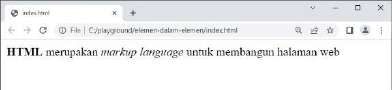 index.html
File | C:/playground/elemen-dalam-elemen/index.html
HTML merupakan markup language untuk membangun halaman web